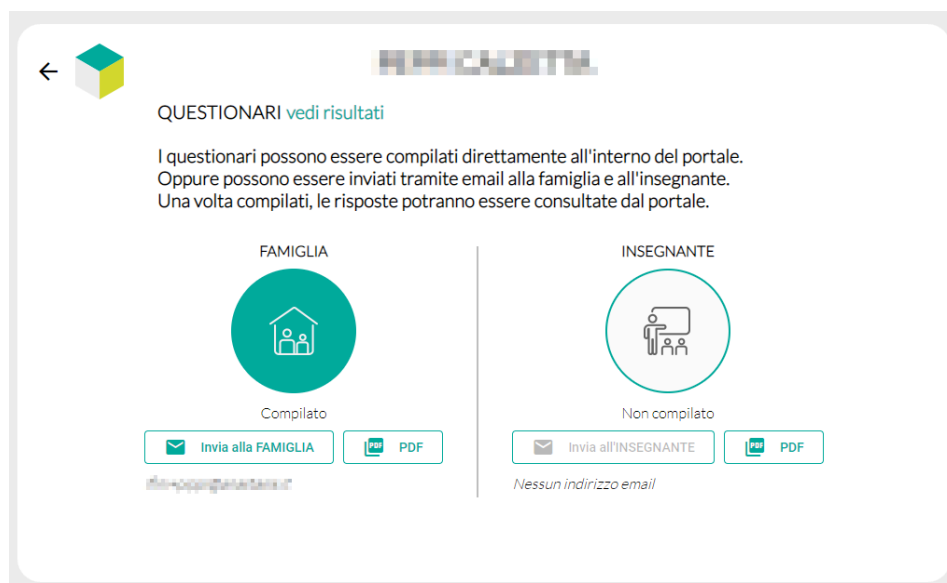 QUESTIONARI vedi risultati
I questionari possono essere compilati direttamente all'interno del portale.
Oppure possono essere inviati tramite email alla famiglia e all'insegnante.
Una volta compilati, le risposte potranno essere consultate dal portale.
FAMIGLIA
INSEGNANTE
Compilato
Non compilato
Invia alla FAMIGLIA
PDF PDF
Invia all'INSEGNANTE
PDF PDF
Nessun indirizzo email